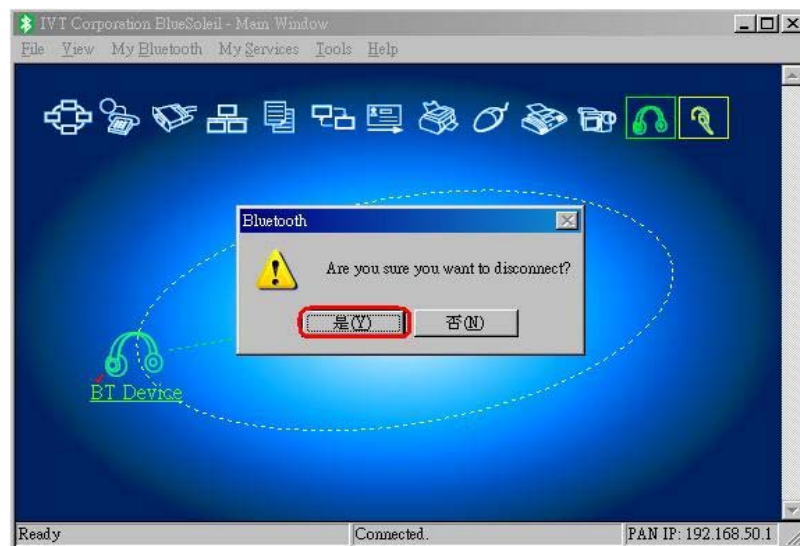 IVT Corporation BlueSoleil - Main Window
File View My Bluetooth My Services Tools Help
Bluetooth
Are you sure you want to disconnect?
是(Y) 否(N)
BT Device
Ready Connected. PAN IP: 192.168.50.1